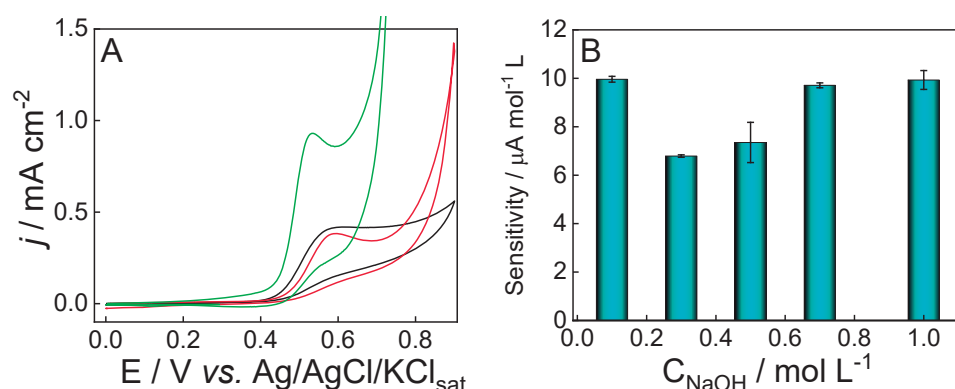 A
1.5
1.0
0.5
0.0
0.0 0.2 0.4 0.6 0.8
j / mA cm-2
E / V vs. Ag/AgCl/KClsat
B
12
10
8
6
4
2
0
0.0 0.2 0.4 0.6 0.8 1.0
Sensitivity / µA mol-1 L
CNaOH / mol L-1